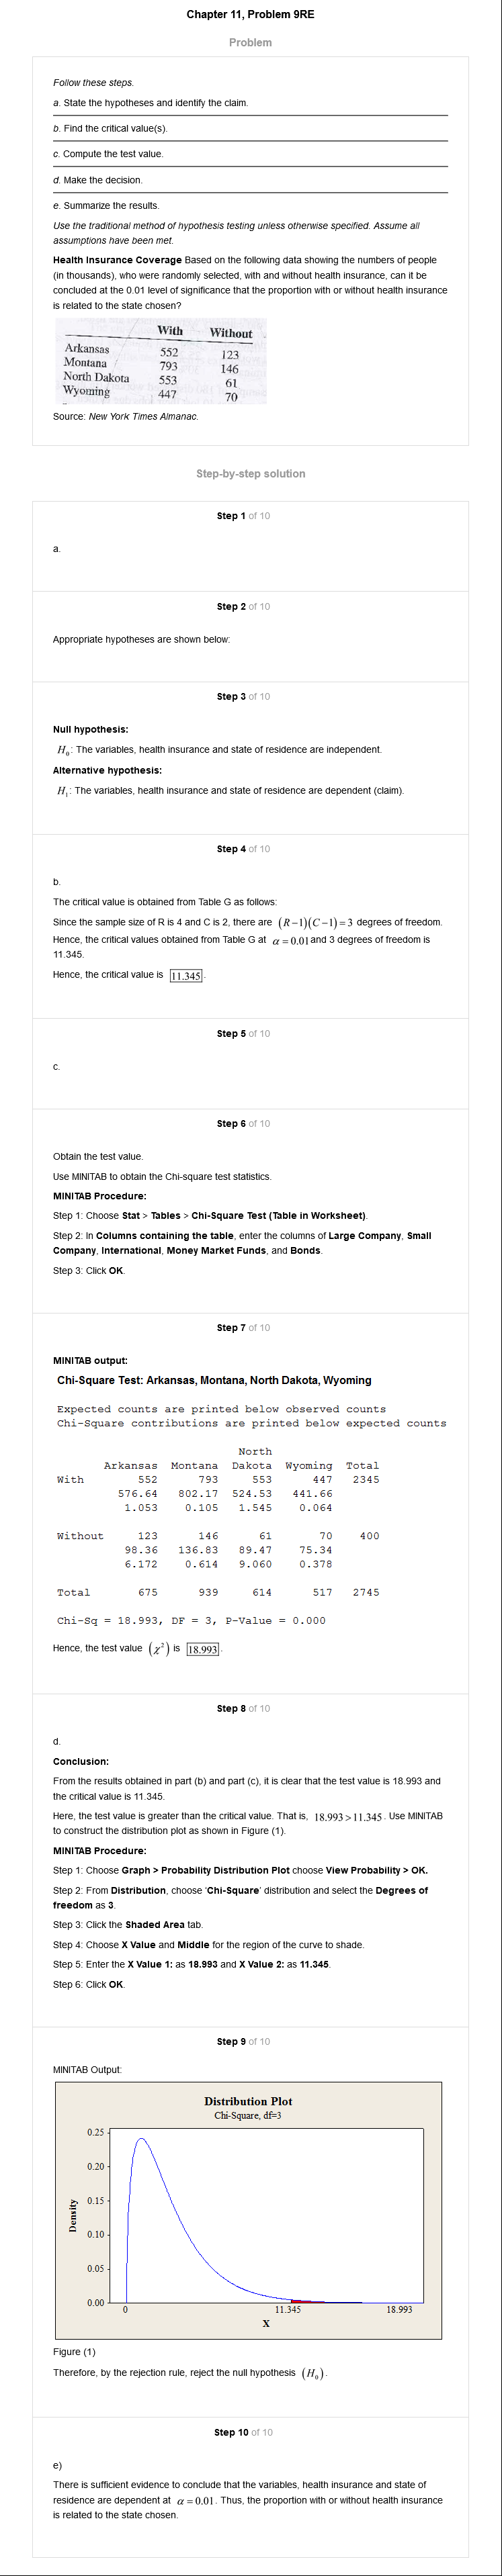 Chapter 11, Problem 9RE
Problem
Follow these steps.
a. State the hypotheses and identify the claim.
b. Find the critical value(s).
c. Compute the test value.
d. Make the decision.
e. Summarize the results.
Use the traditional method of hypothesis testing unless otherwise specified. Assume all
assumptions have been met.
Health Insurance Coverage Based on the following data showing the numbers of people
(in thousands), who were randomly selected, with and without health insurance, can it be
concluded at the 0.01 level of significance that the proportion with or without health insurance
is related to the state chosen?
With Without
Arkansas 552 123
Montana 793 146
North Dakota 553 61
Wyoming 447 70
Source: New York Times Almanac.
Step-by-step solution
Step 1 of 10
a.
Step 2 of 10
Appropriate hypotheses are shown below:
Step 3 of 10
Null hypothesis:
H₀: The variables, health insurance and state of residence are independent.
Alternative hypothesis:
H₁: The variables, health insurance and state of residence are dependent (claim).
Step 4 of 10
b.
The critical value is obtained from Table G as follows:
Since the sample size of R is 4 and C is 2, there are (R−1)(C−1)=3 degrees of freedom.
Hence, the critical values obtained from Table G at α = 0.01 and 3 degrees of freedom is
11.345.
Hence, the critical value is 11.345.
Step 5 of 10
c.
Step 6 of 10
Obtain the test value.
Use MINITAB to obtain the Chi-square test statistics.
MINITAB Procedure:
Step 1: Choose Stat > Tables > Chi-Square Test (Table in Worksheet).
Step 2: In Columns containing the table, enter the columns of Large Company, Small
Company, International, Money Market Funds, and Bonds.
Step 3: Click OK.
Step 7 of 10
MINITAB output:
Chi-Square Test: Arkansas, Montana, North Dakota, Wyoming
Expected counts are printed below observed counts
Chi-Square contributions are printed below expected counts
North
Arkansas Montana Dakota Wyoming Total
With 552 793 553 447 2345
576.64 802.17 524.53 441.66
1.053 0.105 1.545 0.064
Without 123 146 61 70 400
98.36 136.83 89.47 75.34
6.172 0.614 9.060 0.378
Total 675 939 614 517 2745
Chi-Sq = 18.993, DF = 3, P-Value = 0.000
Hence, the test value (χ²) is 18.993.
Step 8 of 10
d.
Conclusion:
From the results obtained in part (b) and part (c), it is clear that the test value is 18.993 and
the critical value is 11.345.
Here, the test value is greater than the critical value. That is, 18.993 > 11.345. Use MINITAB
to construct the distribution plot as shown in Figure (1).
MINITAB Procedure:
Step 1: Choose Graph > Probability Distribution Plot choose View Probability > OK.
Step 2: From Distribution, choose 'Chi-Square' distribution and select the Degrees of
freedom as 3.
Step 3: Click the Shaded Area tab.
Step 4: Choose X Value and Middle for the region of the curve to shade.
Step 5: Enter the X Value 1: as 18.993 and X Value 2: as 11.345.
Step 6: Click OK.
Step 9 of 10
MINITAB Output:
Distribution Plot
Chi-Square, df=3
0.25
0.20
0.15
0.10
0.05
0.00
Density
0 11.345 18.993
X
Figure (1)
Therefore, by the rejection rule, reject the null hypothesis (H₀).
Step 10 of 10
e)
There is sufficient evidence to conclude that the variables, health insurance and state of
residence are dependent at α = 0.01. Thus, the proportion with or without health insurance
is related to the state chosen.